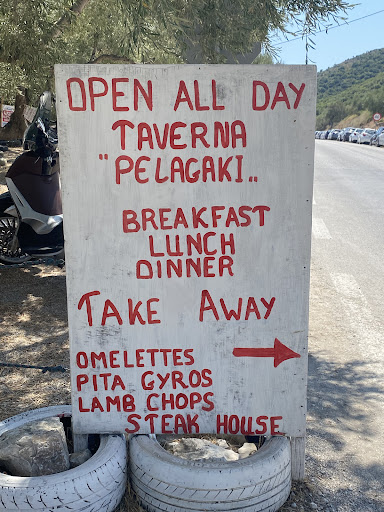 OPEN ALL DAY
TAVERNA
"PELAGAKI„
BREAKFAST
LUNCH
DINNER
TAKE AWAY
OMELETTES
PITA GYROS
LAMB CHOPS
STEAK HOUSE